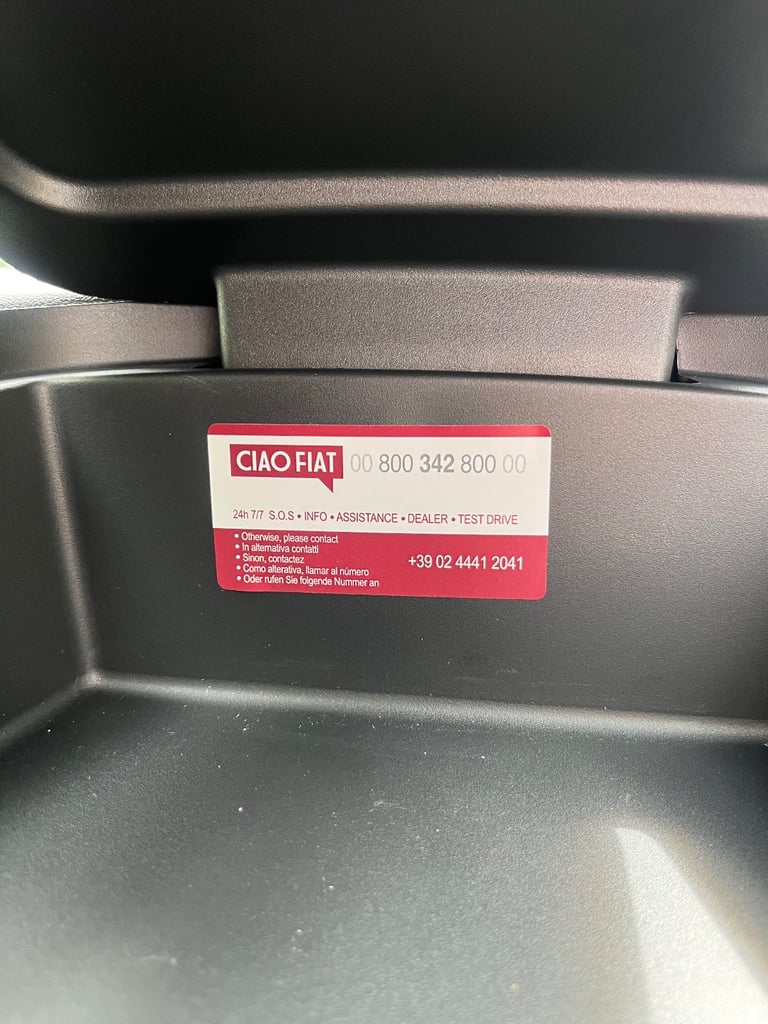 CIAO FIAT 00 800 342 800 00
24h 7/7 S.O.S • INFO • ASSISTANCE • DEALER • TEST DRIVE
• Otherwise, please contact
• In alternativa contatti
• Sinon, contactez
• Como alterativa, llamar al número
• Oder rufen Sie folgende Nummer an
+39 02 4441 2041